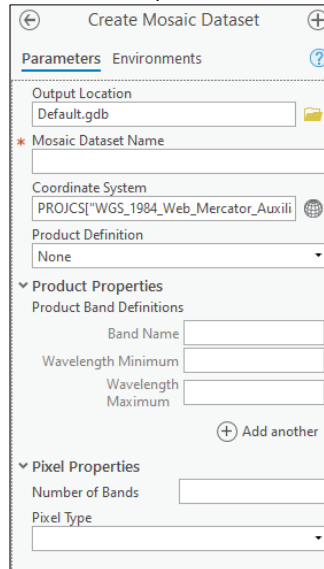 Create Mosaic Dataset
Parameters Environments
Output Location
Default.gdb
* Mosaic Dataset Name
Coordinate System
PROJCS["WGS_1984_Web_Mercator_Auxili
Product Definition
None
Product Properties
Product Band Definitions
Band Name
Wavelength Minimum
Wavelength
Maximum
Add another
Pixel Properties
Number of Bands
Pixel Type